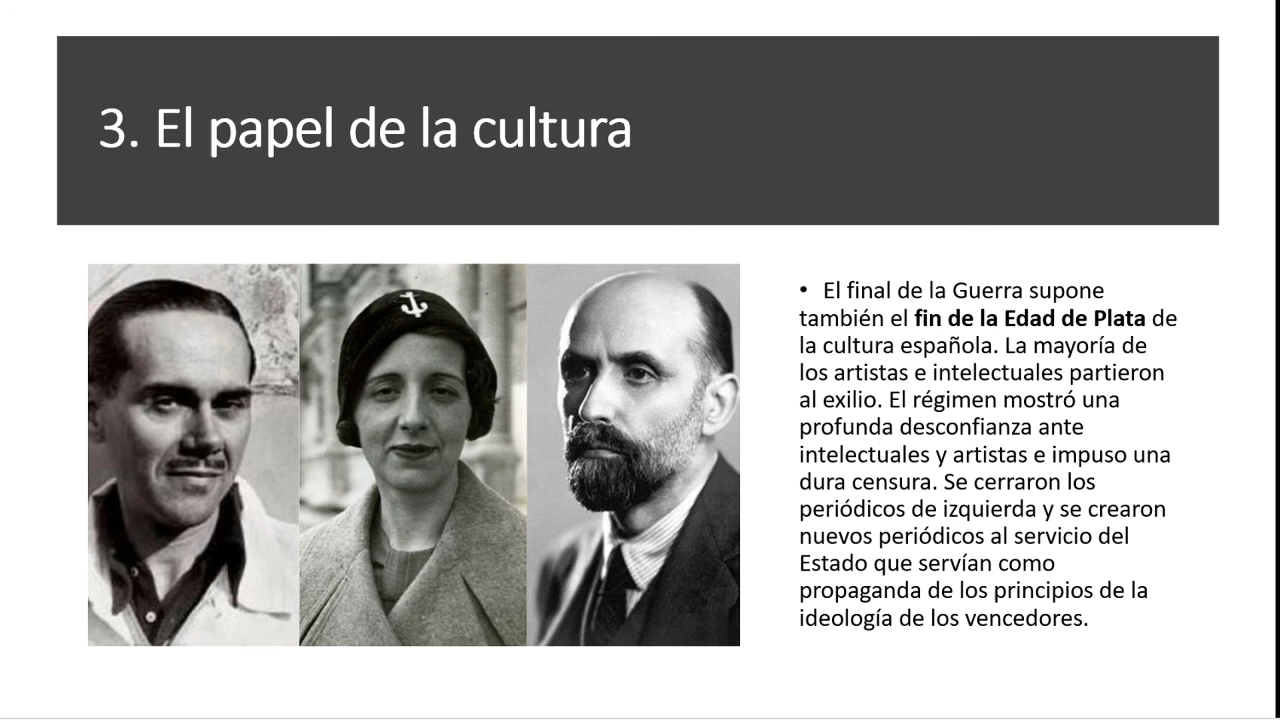 3. El papel de la cultura
• El final de la Guerra supone
también el fin de la Edad de Plata de
la cultura española. La mayoría de
los artistas e intelectuales partieron
al exilio. El régimen mostró una
profunda desconfianza ante
intelectuales y artistas e impuso una
dura censura. Se cerraron los
periódicos de izquierda y se crearon
nuevos periódicos al servicio del
Estado que servían como
propaganda de los principios de la
ideología de los vencedores.